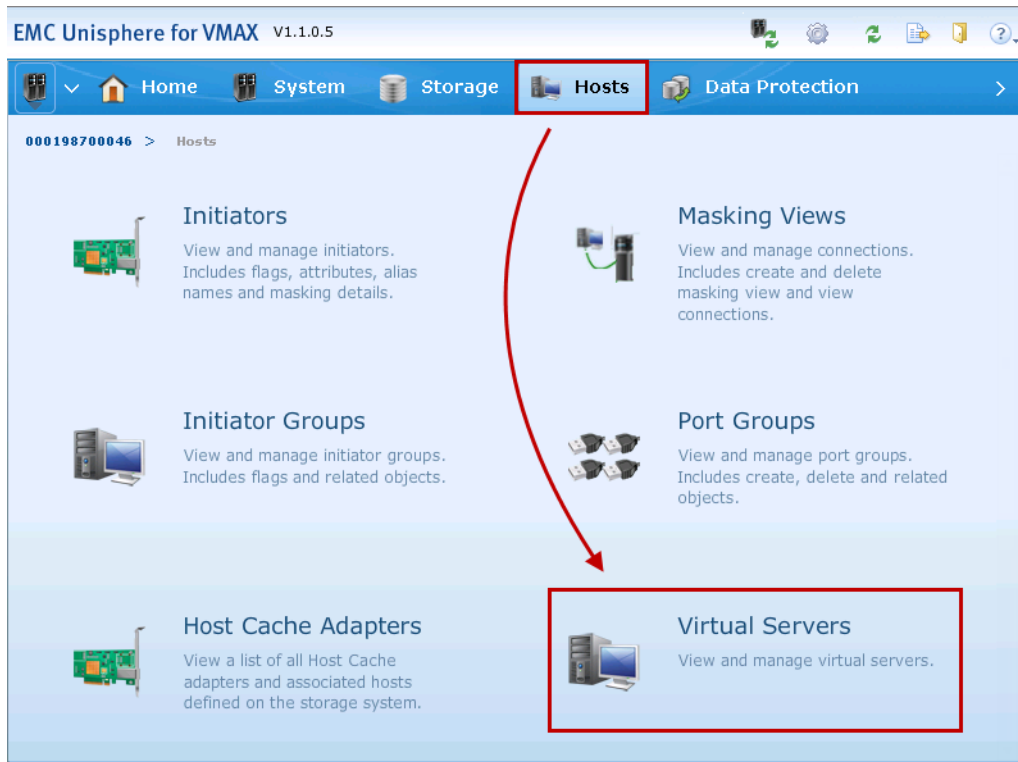 EMC Unisphere for VMAX V1.1.0.5
Home System Storage Hosts Data Protection
000198700046 > Hosts
Initiators
View and manage initiators.
Includes flags, attributes, alias
names and masking details.
Masking Views
View and manage connections.
Includes create and delete
masking view and view
connections.
Initiator Groups
View and manage initiator groups.
Includes flags and related objects.
Port Groups
View and manage port groups.
Includes create, delete and related
objects.
Host Cache Adapters
View a list of all Host Cache
adapters and associated hosts
defined on the storage system.
Virtual Servers
View and manage virtual servers.